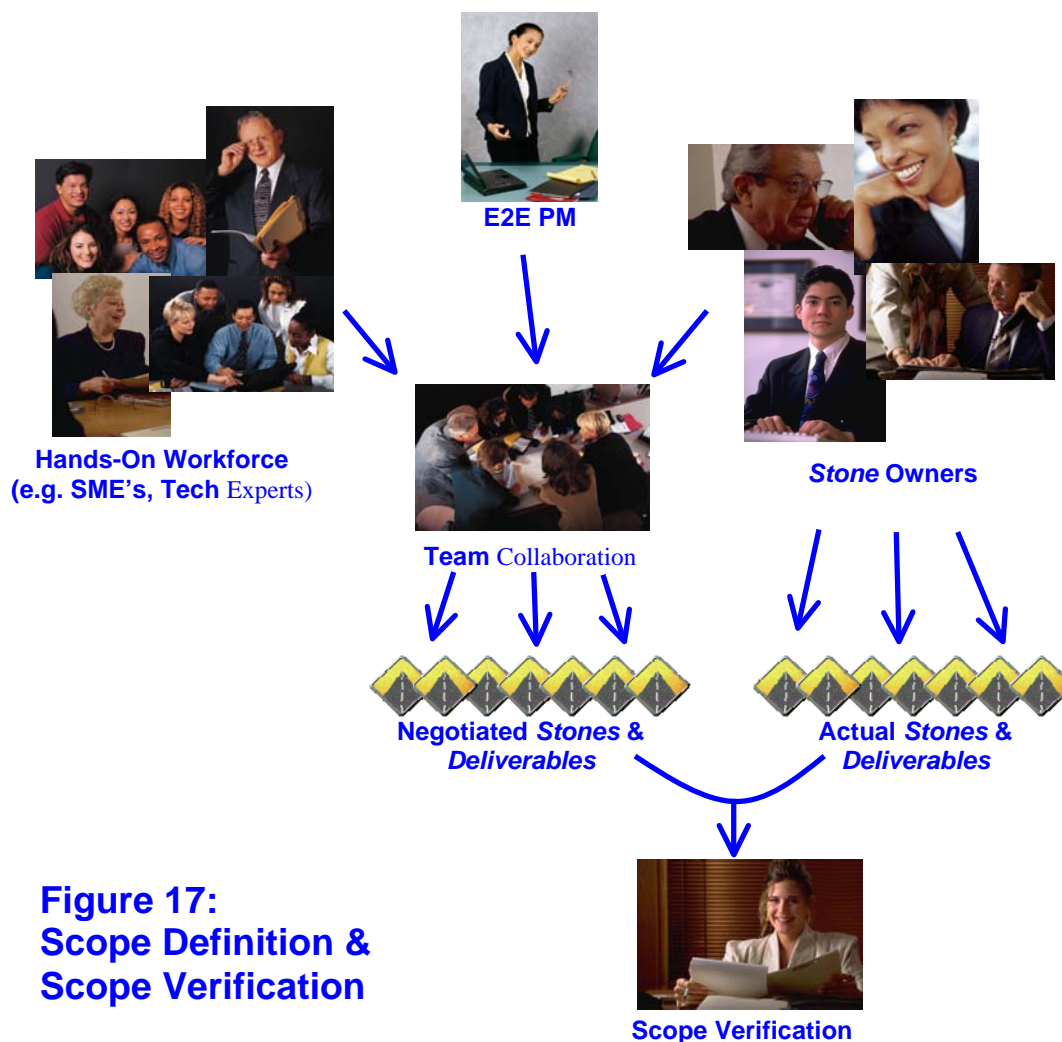 E2E PM
Hands-On Workforce
(e.g. SME's, Tech Experts)
Stone Owners
Team Collaboration
Negotiated Stones &
Deliverables
Actual Stones &
Deliverables
Figure 17:
Scope Definition &
Scope Verification
Scope Verification